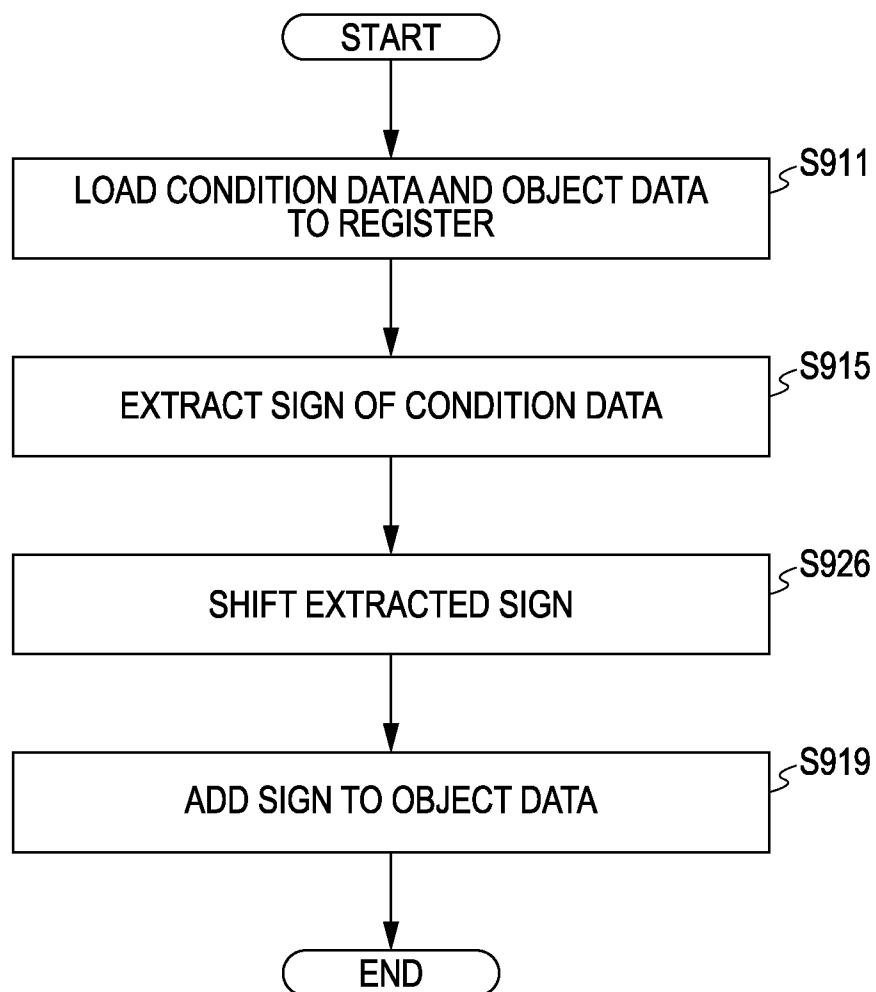 START
S911
LOAD CONDITION DATA AND OBJECT DATA
TO REGISTER
S915
EXTRACT SIGN OF CONDITION DATA
S926
SHIFT EXTRACTED SIGN
S919
ADD SIGN TO OBJECT DATA
END